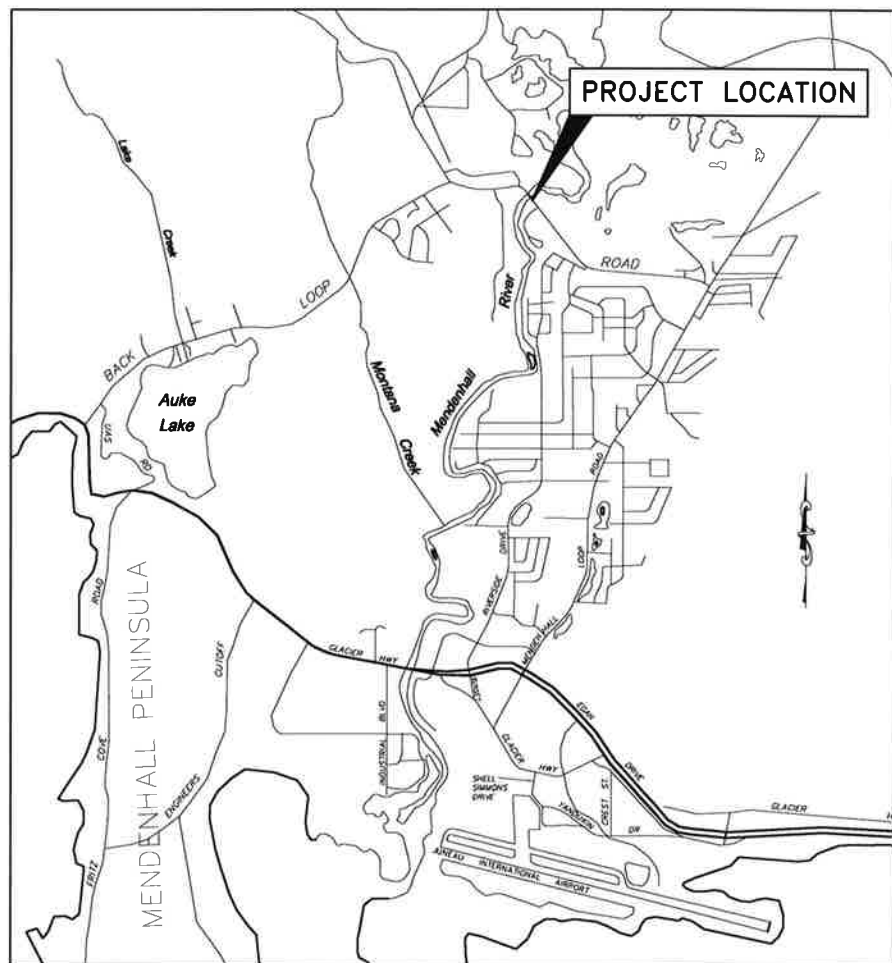 PROJECT LOCATION
Lake
Creek
BACK
LOOP
ROAD
River
Mendenhall
Montana
Creek
Auke
Lake
UAS
RD
ROAD
LOOP
MENDENHALL
RIVERSIDE
DRIVE
MENDENHALL PENINSULA
FRITZ
COVE
ROAD
ENGINEERS
CUTOFF
GLACIER
HWY
INDUSTRIAL
BLVD
EGAN
DRIVE
GLACIER
HWY
SHELL
SIMMONS
DRIVE
CREST ST.
YANDUKIN
DR
GLACIER
JUNEAU INTERNATIONAL
AIRPORT